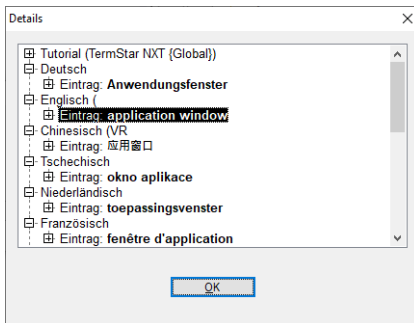 Details
Tutorial (TermStar NXT {Global})
Deutsch
Eintrag: Anwendungsfenster
Englisch (
Eintrag: application window
Chinesisch (VR
Eintrag: 应用窗口
Tschechisch
Eintrag: okno aplikace
Niederländisch
Eintrag: toepassingsvenster
Französisch
Eintrag: fenêtre d'application
OK